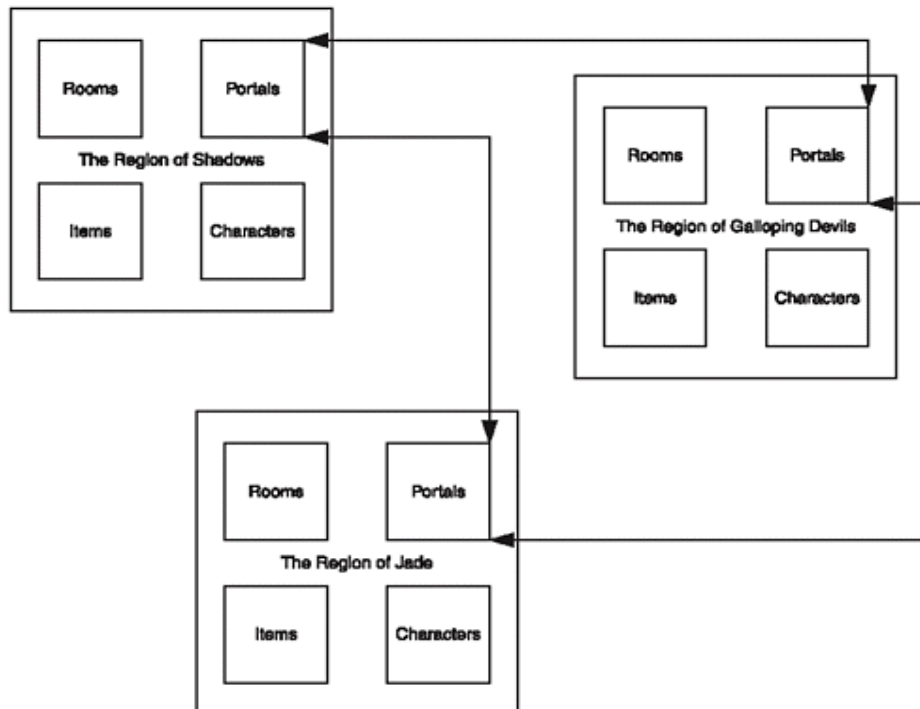 Rooms
Portals
The Region of Shadows
Items
Characters
Rooms
Portals
The Region of Galloping Devils
Items
Characters
Rooms
Portals
The Region of Jade
Items
Characters